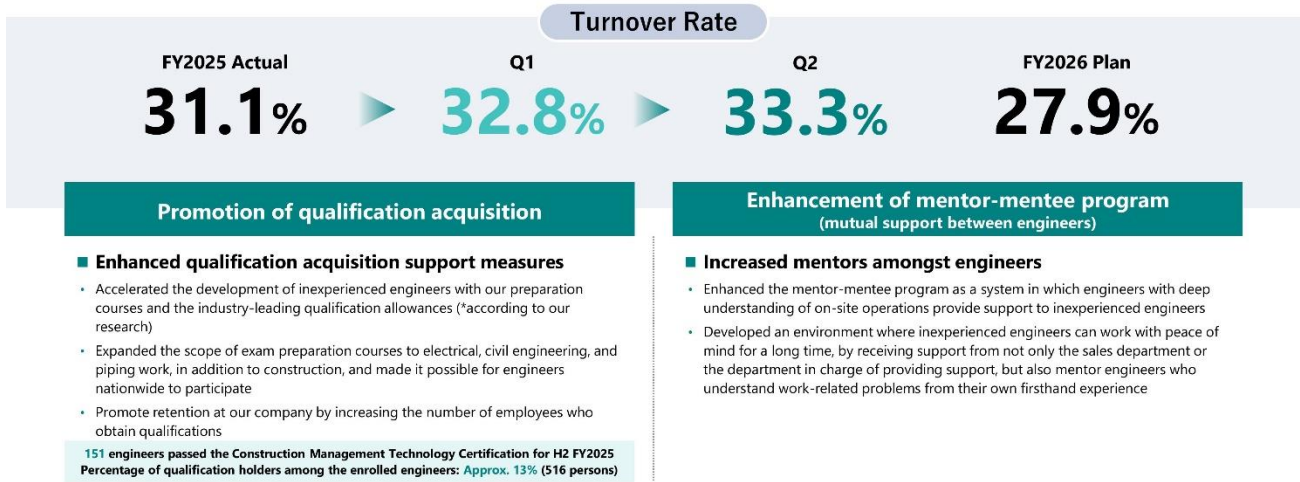 Turnover Rate
FY2025 Actual
31.1%
Q1
32.8%
Q2
33.3%
FY2026 Plan
27.9%
Promotion of qualification acquisition
■ Enhanced qualification acquisition support measures
• Accelerated the development of inexperienced engineers with our preparation
courses and the industry-leading qualification allowances (*according to our
research)
• Expanded the scope of exam preparation courses to electrical, civil engineering, and
piping work, in addition to construction, and made it possible for engineers
nationwide to participate
• Promote retention at our company by increasing the number of employees who
obtain qualifications
151 engineers passed the Construction Management Technology Certification for H2 FY2025
Percentage of qualification holders among the enrolled engineers: Approx. 13% (516 persons)
Enhancement of mentor-mentee program
(mutual support between engineers)
■ Increased mentors amongst engineers
• Enhanced the mentor-mentee program as a system in which engineers with deep
understanding of on-site operations provide support to inexperienced engineers
• Developed an environment where inexperienced engineers can work with peace of
mind for a long time, by receiving support from not only the sales department or
the department in charge of providing support, but also mentor engineers who
understand work-related problems from their own firsthand experience